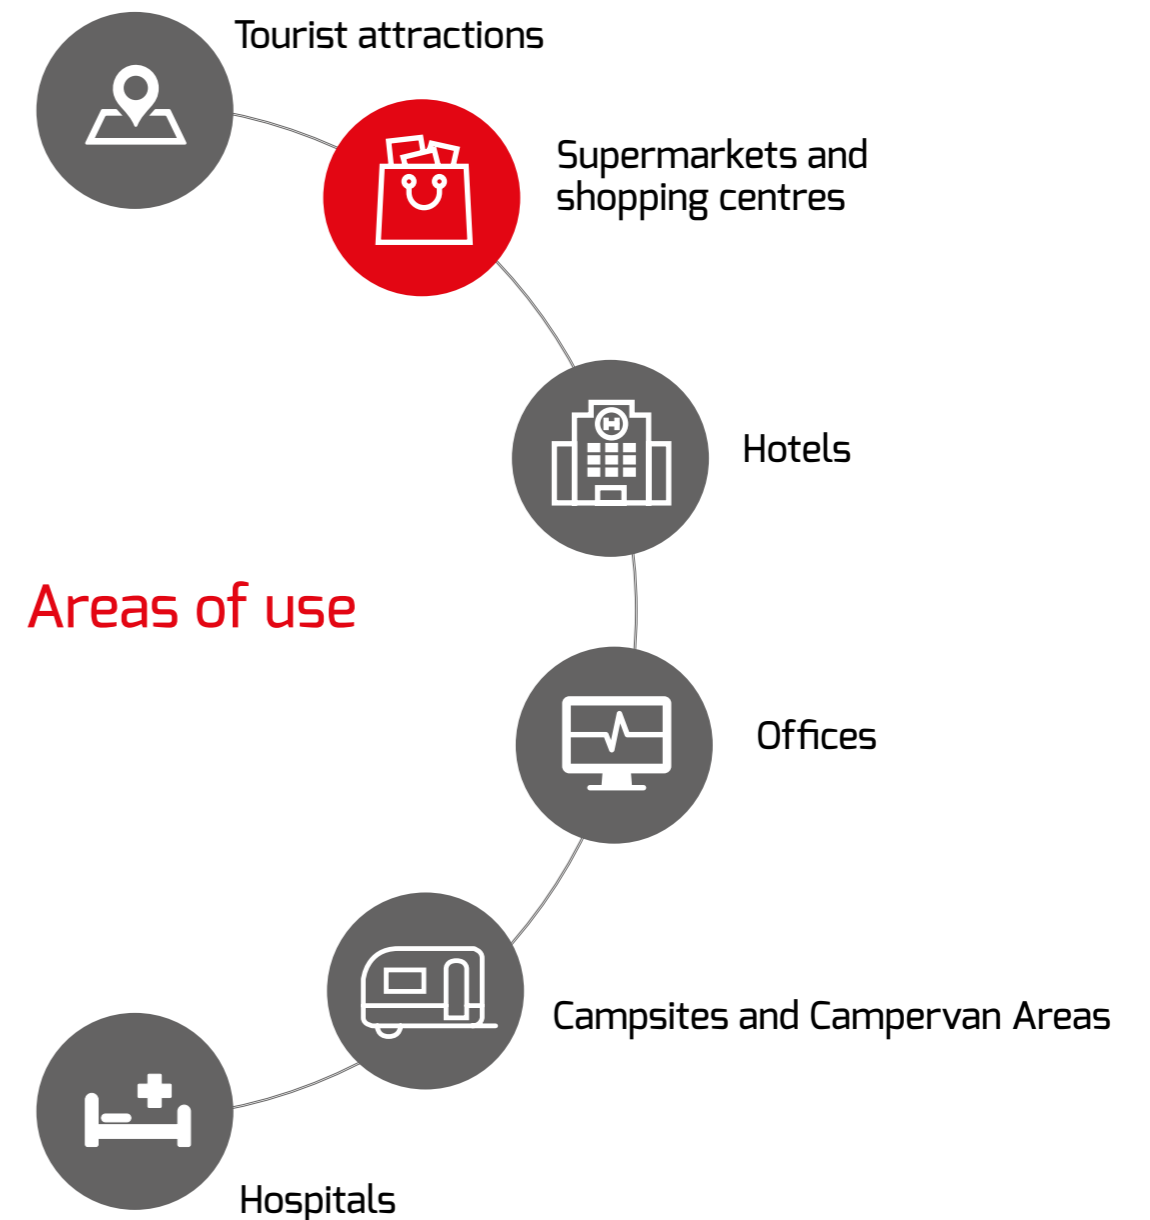 Tourist attractions
Supermarkets and
shopping centres
H
Hotels
Areas of use
Offices
Campsites and Campervan Areas
Hospitals